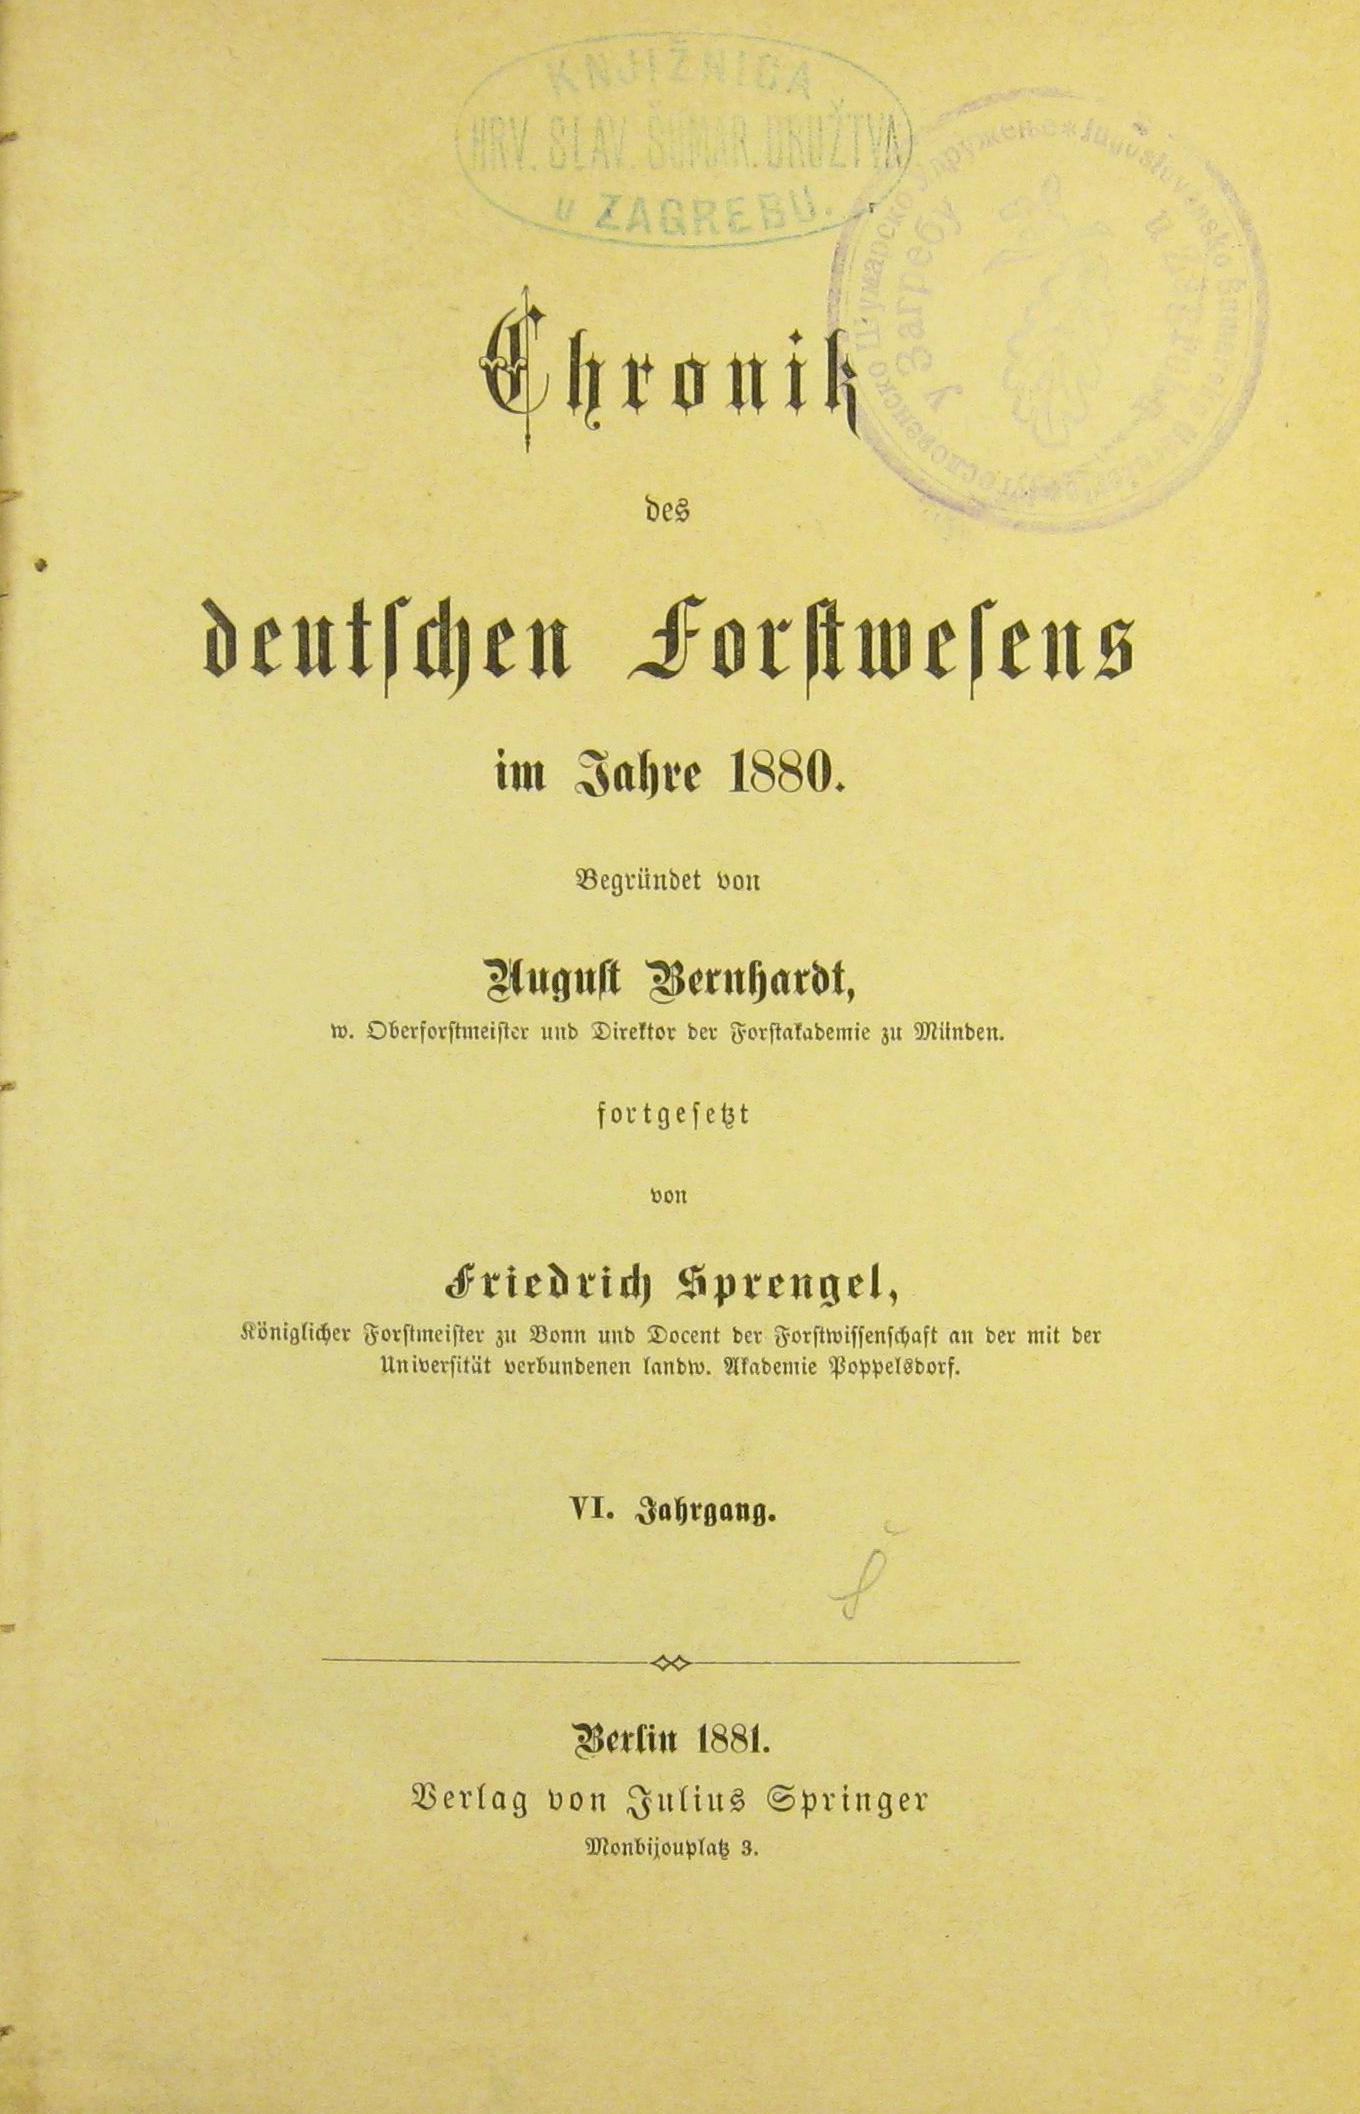 KNJIŽNICA
HRV. SLAV. ŠUMAR. DRUŽTVA
u ZAGREBU.
у Загребу
Chronik
des
deutschen Forstwesens
im Jahre 1880.
Begründet von
August Bernhardt,
w. Oberforstmeister und Direktor der Forstakademie zu Münden.
fortgesetzt
von
Friedrich Sprengel,
Königlicher Forstmeister zu Bonn und Docent der Forstwissenschaft an der mit der
Universität verbundenen landw. Akademie Poppelsdorf.
VI. Jahrgang.
Berlin 1881.
Verlag von Julius Springer
Monbijouplatz 3.